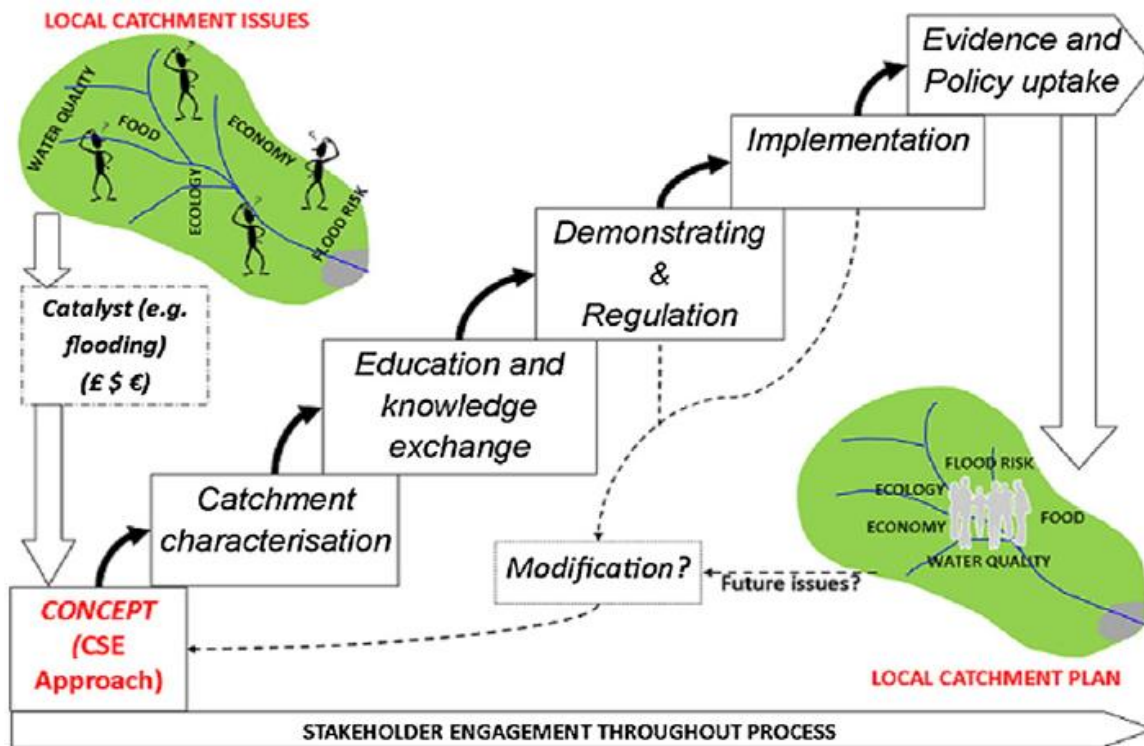 LOCAL CATCHMENT ISSUES
WATER QUALITY
FOOD
ECONOMY
ECOLOGY
FLOOD RISK
Catalyst (e.g.
flooding)
(£ $ €)
CONCEPT
(CSE
Approach)
Catchment
characterisation
Education and
knowledge
exchange
Demonstrating
&
Regulation
Implementation
Evidence and
Policy uptake
FLOOD RISK
ECOLOGY
FOOD
ECONOMY
WATER QUALITY
Modification?
Future issues?
LOCAL CATCHMENT PLAN
STAKEHOLDER ENGAGEMENT THROUGHOUT PROCESS